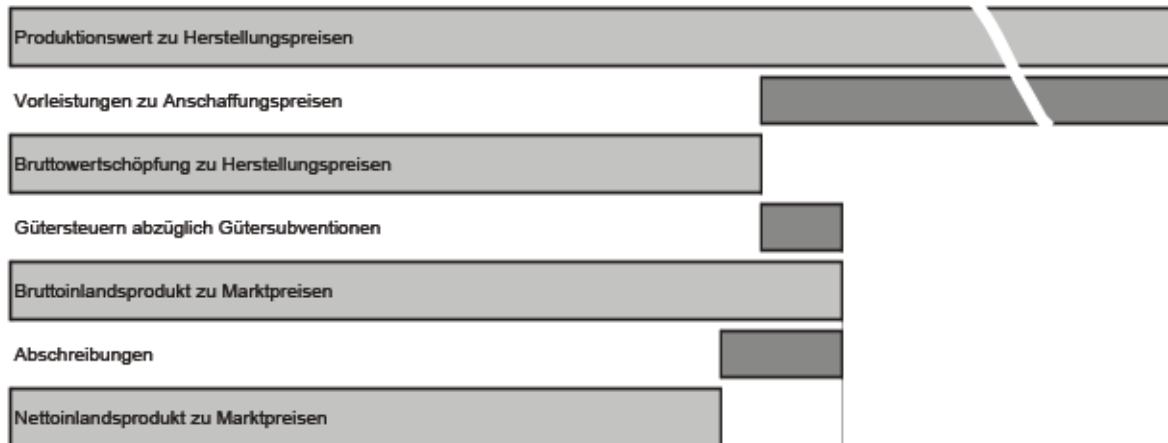 Produktionswert zu Herstellungspreisen
Vorleistungen zu Anschaffungspreisen
Bruttowertschöpfung zu Herstellungspreisen
Gütersteuern abzüglich Gütersubventionen
Bruttoinlandsprodukt zu Marktpreisen
Abschreibungen
Nettoinlandsprodukt zu Marktpreisen